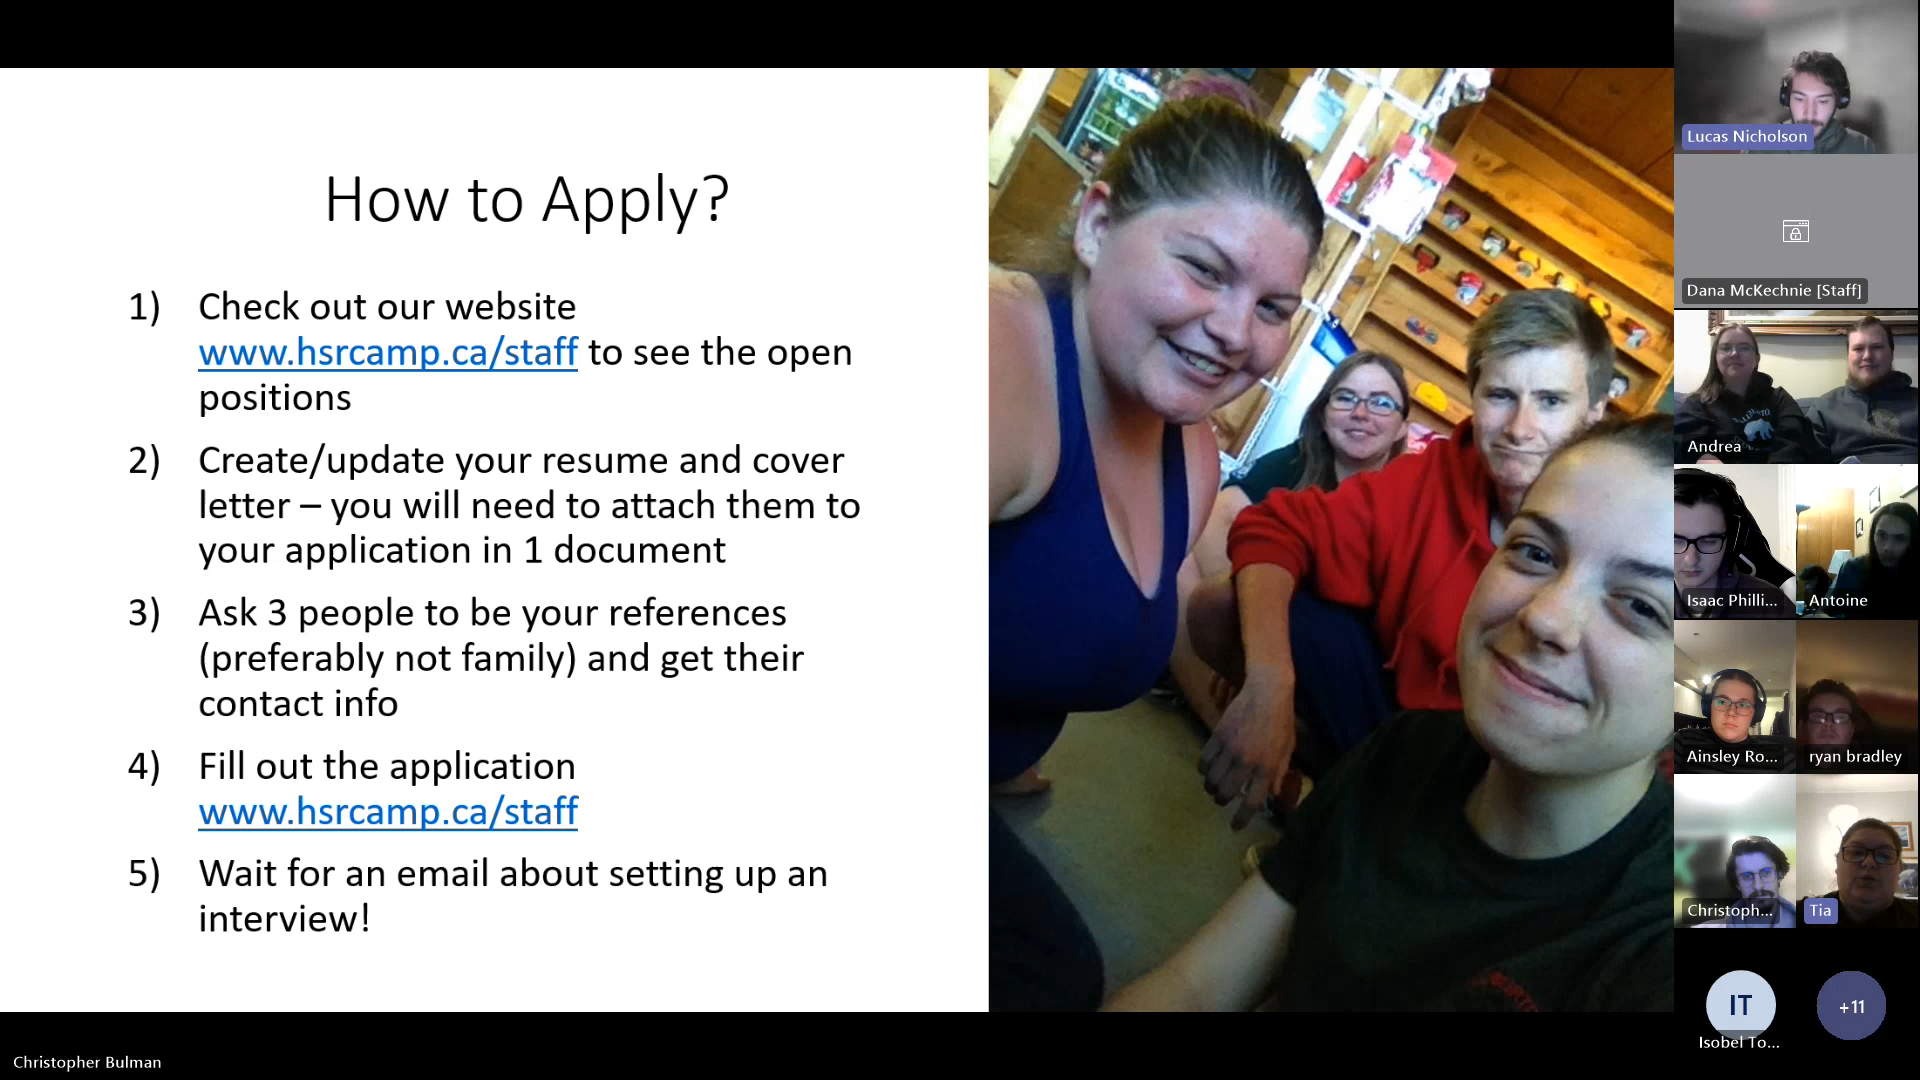 How to Apply?
1) Check out our website
www.hsrcamp.ca/staff to see the open
positions
2) Create/update your resume and cover
letter – you will need to attach them to
your application in 1 document
3) Ask 3 people to be your references
(preferably not family) and get their
contact info
4) Fill out the application
www.hsrcamp.ca/staff
5) Wait for an email about setting up an
interview!
Christopher Bulman
Lucas Nicholson
Dana McKechnie [Staff]
Andrea
Isaac Philli...
Antoine
Ainsley Ro...
ryan bradley
Christoph...
Tia
IT
Isobel To...
+11